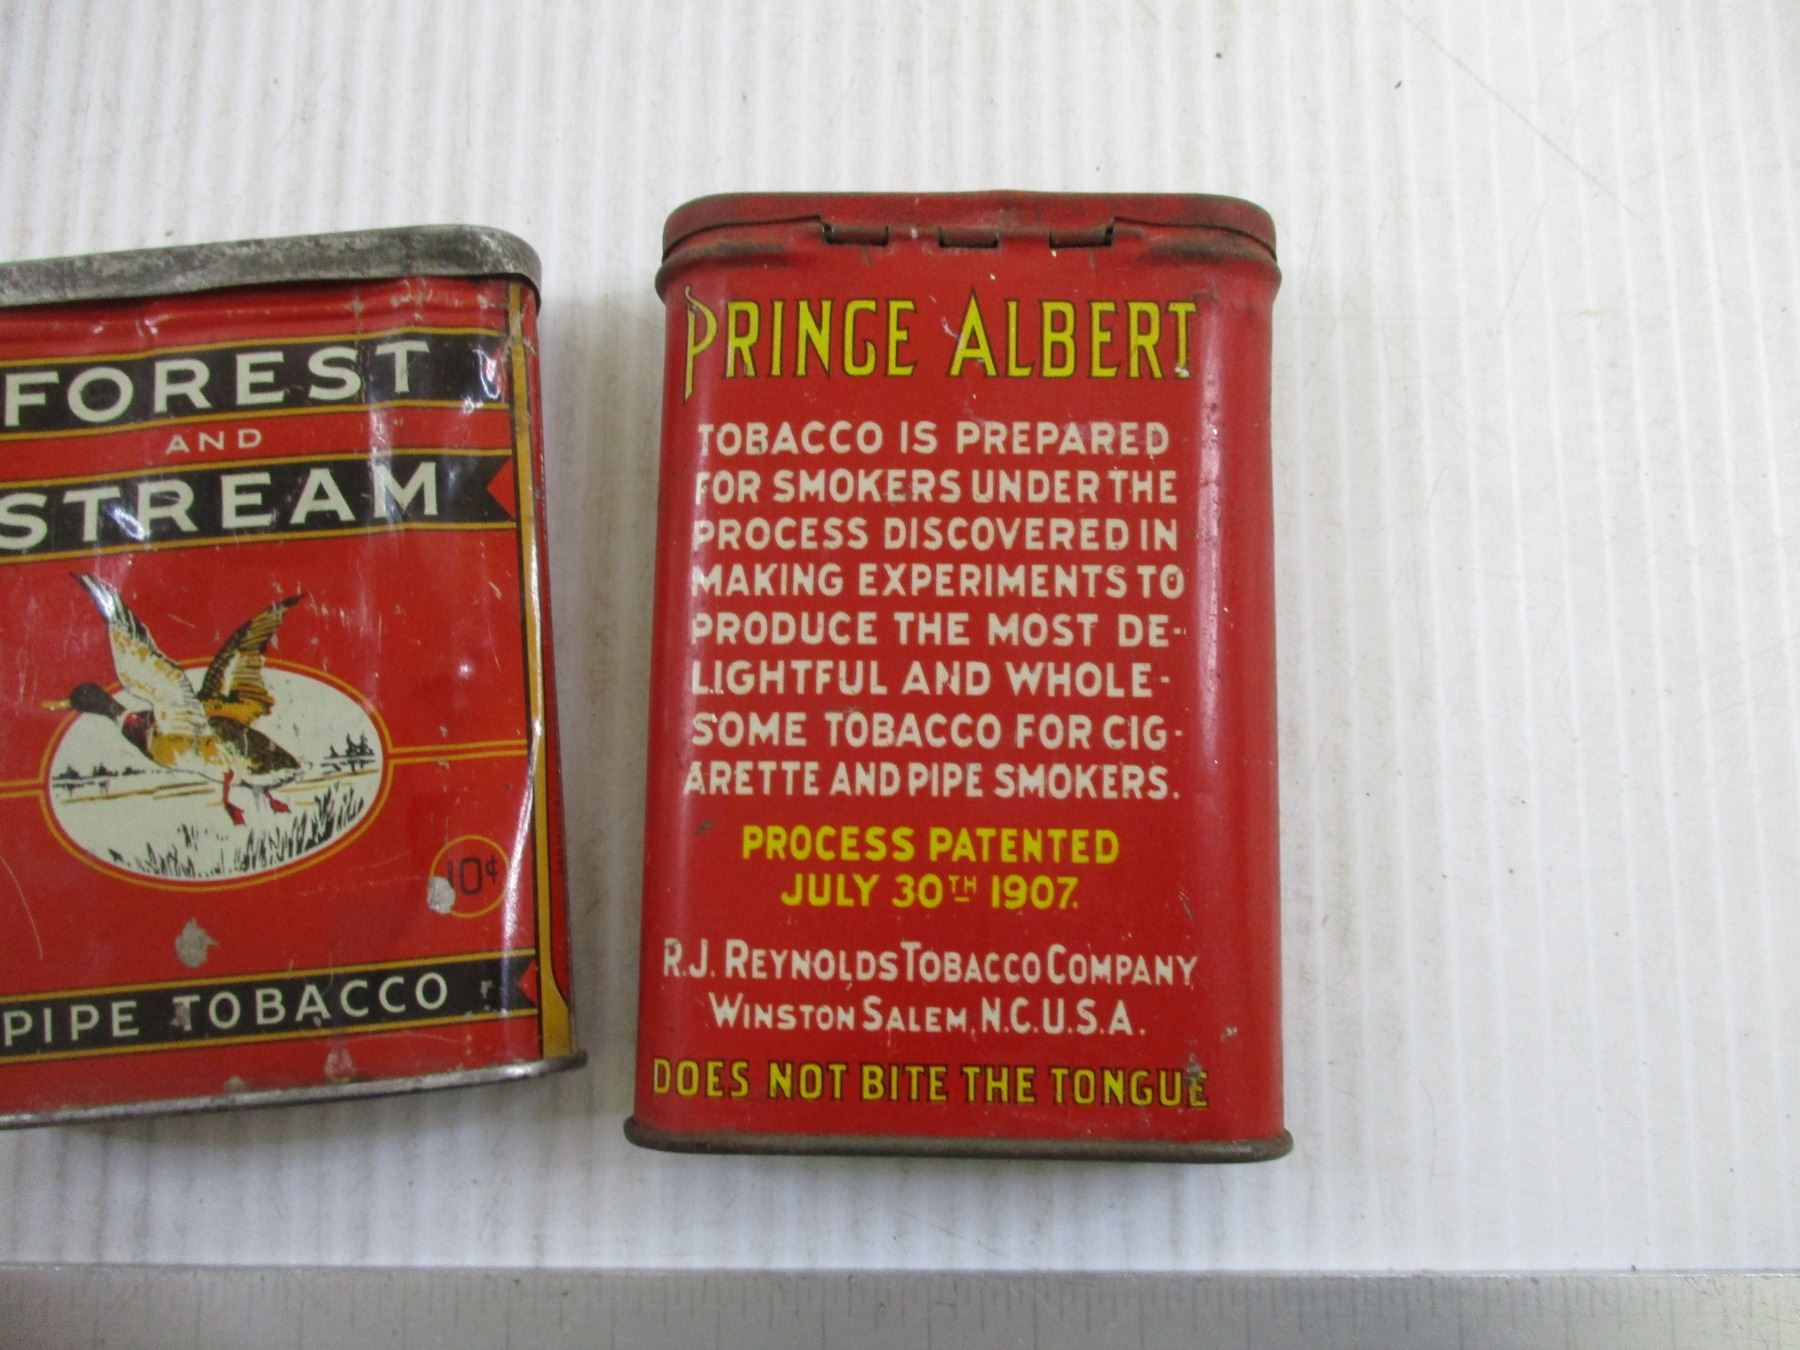 FOREST
AND
STREAM
10¢
PIPE TOBACCO
PRINCE ALBERT
TOBACCO IS PREPARED
FOR SMOKERS UNDER THE
PROCESS DISCOVERED IN
MAKING EXPERIMENTS TO
PRODUCE THE MOST DE-
LIGHTFUL AND WHOLE-
SOME TOBACCO FOR CIG-
ARETTE AND PIPE SMOKERS.
PROCESS PATENTED
JULY 30TH 1907.
R.J. REYNOLDS TOBACCO COMPANY
WINSTON SALEM, N.C. U.S.A.
DOES NOT BITE THE TONGUE